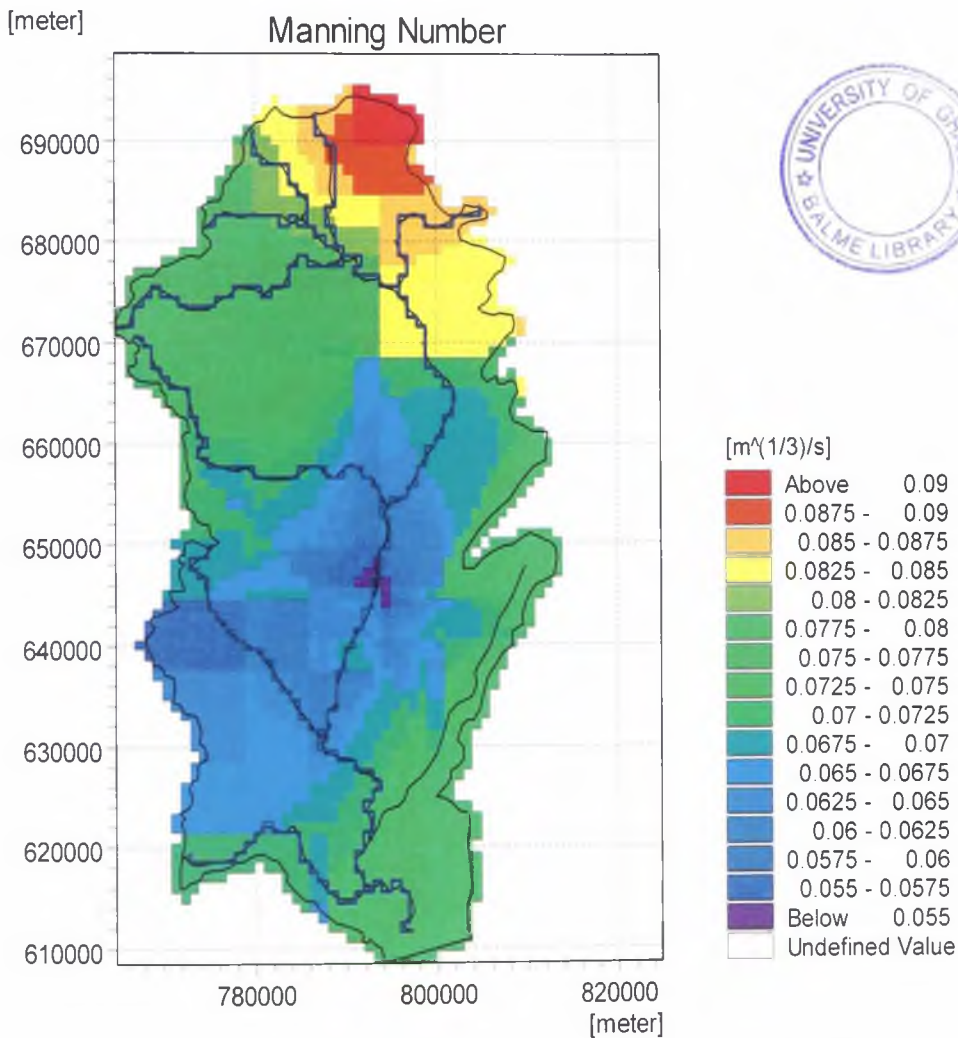 [meter]
Manning Number
690000
680000
670000
660000
650000
640000
630000
620000
610000
780000
800000
820000
[meter]
UNIVERSITY OF
BALME LIBRARY
[m^(1/3)/s]
Above 0.09
0.0875 - 0.09
0.085 - 0.0875
0.0825 - 0.085
0.08 - 0.0825
0.0775 - 0.08
0.075 - 0.0775
0.0725 - 0.075
0.07 - 0.0725
0.0675 - 0.07
0.065 - 0.0675
0.0625 - 0.065
0.06 - 0.0625
0.0575 - 0.06
0.055 - 0.0575
Below 0.055
Undefined Value